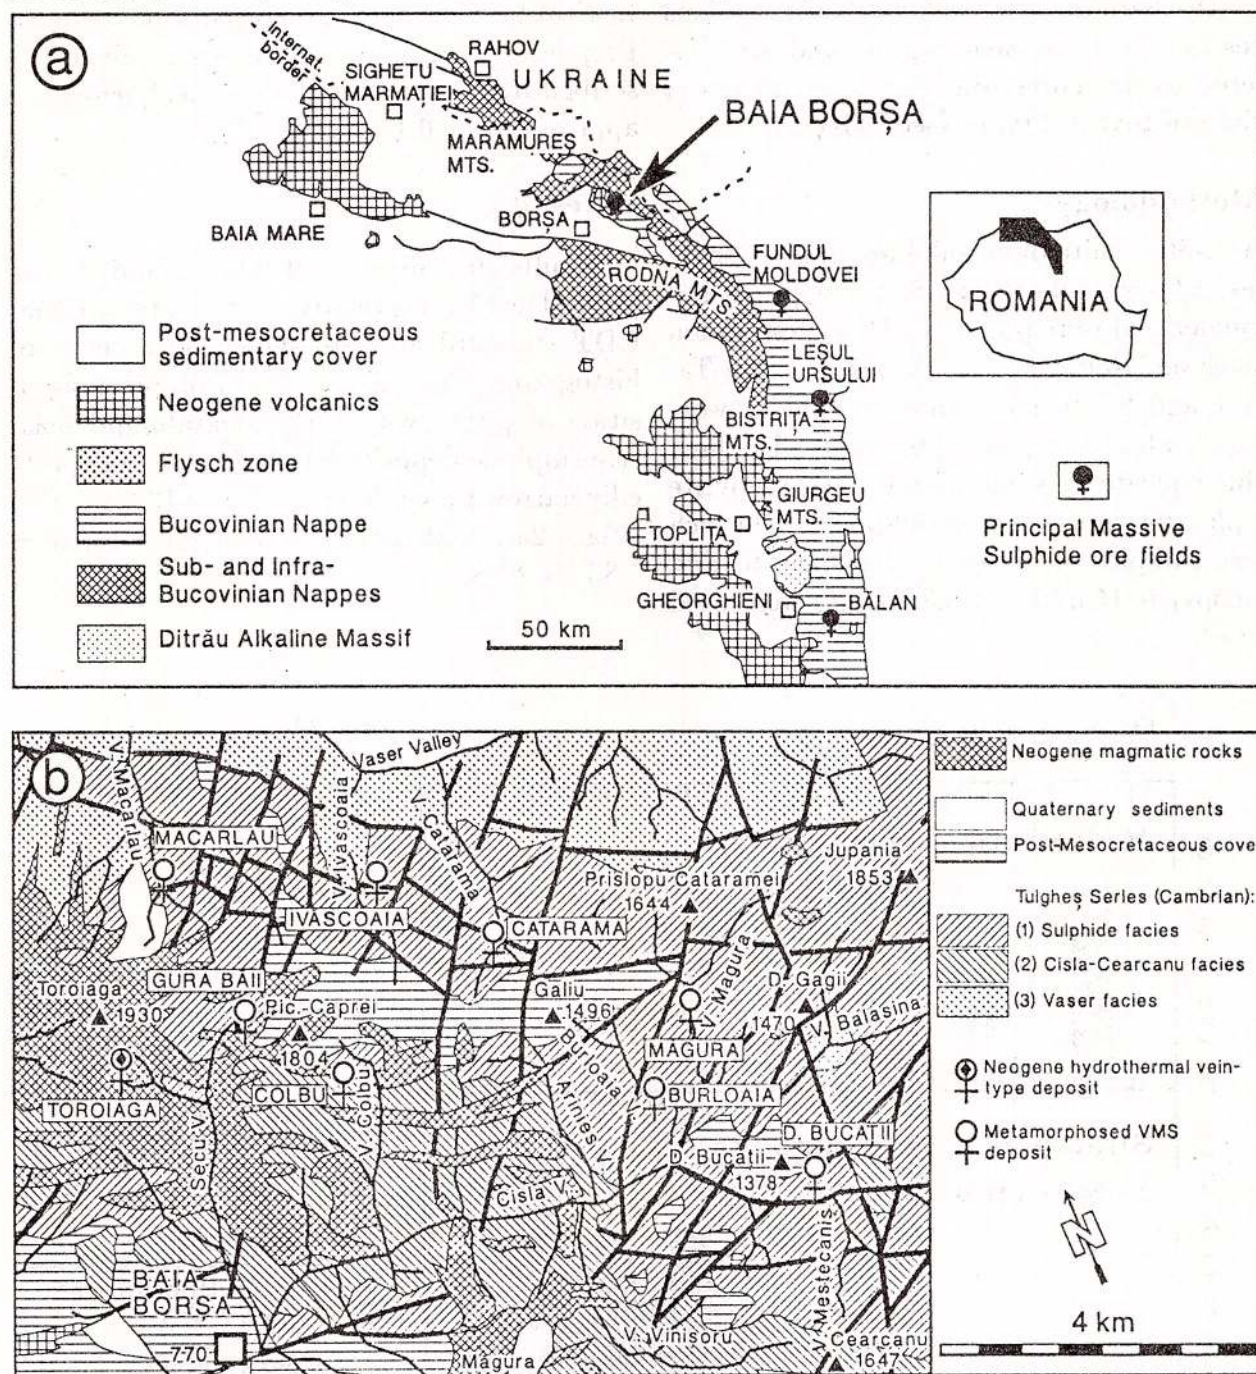 a
Internat.
border
RAHOV
UKRAINE
SIGHETU
MARMATIEI
BAIA BORȘA
MARAMUREȘ
MTS.
BAIA MARE
BORȘA
FUNDUL
MOLDOVEI
RODNA MTS.
ROMANIA
LEȘUL
URSULUI
BISTRIȚA
MTS.
GIURGEU
MTS.
TOPLIȚA
GHEORGHIENI
BĂLAN
Post-mesocretaceous
sedimentary cover
Neogene volcanics
Flysch zone
Bucovinian Nappe
Sub- and Infra-
Bucovinian Nappes
Ditrău Alkaline Massif
50 km
Principal Massive
Sulphide ore fields
b
V. Macarlau
Vaser Valley
V. Ivascoaia
V. Catarama
MACARLAU
IVASCOAIA
CATARAMA
Prislopu Cataramei
1644
Jupania
1853
GURA BAII
Toroiaga
1930
Pic. Caprei
1804
Galiu
1496
V. Magura
D. Gagii
1470
V. Balasina
MAGURA
TOROIAGA
COLBU
V. Colbu
Burloaia
Arinies V.
BURLOAIA
D. BUCATII
D. Bucatii
1378
Secu V.
Cisla V.
BAIA
BORȘA
770
Măgura
V. Vinisoru
V. Mestecanis
Cearcanu
1647
Neogene magmatic rocks
Quaternary sediments
Post-Mesocretaceous cove
Tulgheș Series (Cambrian):
(1) Sulphide facies
(2) Cisla-Cearcanu facies
(3) Vaser facies
Neogene hydrothermal vein-
type deposit
Metamorphosed VMS
deposit
N
4 km